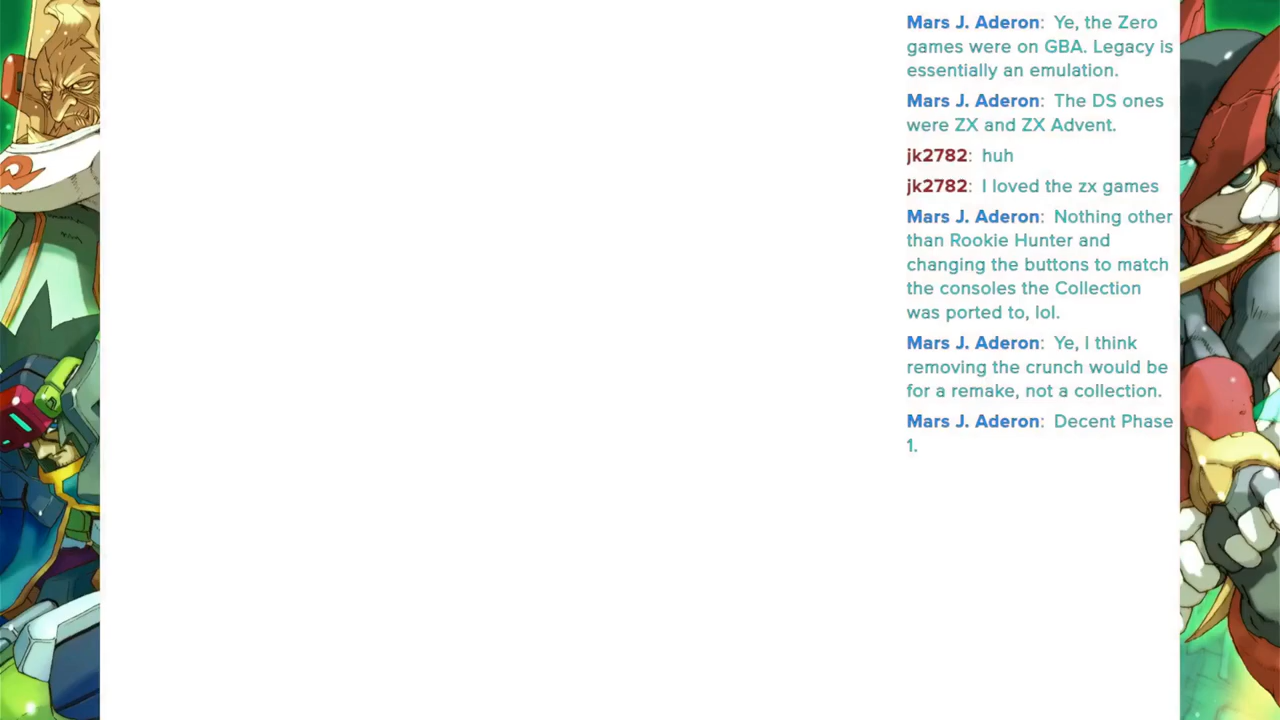 Mars J. Aderon: Ye, the Zero
games were on GBA. Legacy is
essentially an emulation.
Mars J. Aderon: The DS ones
were ZX and ZX Advent.
jk2782: huh
jk2782: I loved the zx games
Mars J. Aderon: Nothing other
than Rookie Hunter and
changing the buttons to match
the consoles the Collection
was ported to, lol.
Mars J. Aderon: Ye, I think
removing the crunch would be
for a remake, not a collection.
Mars J. Aderon: Decent Phase
1.